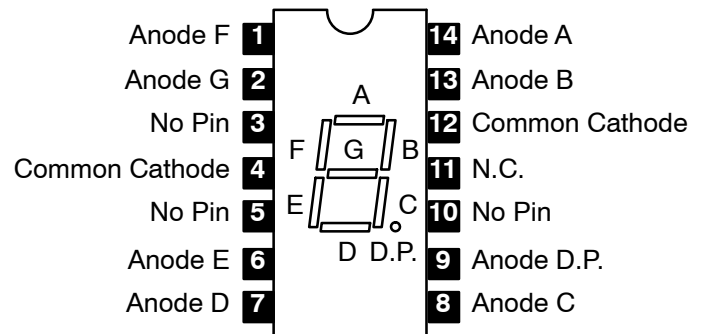 Anode F 1 14 Anode A
Anode G 2 13 Anode B
A
No Pin 3 12 Common Cathode
F G B
Common Cathode 4 11 N.C.
E C
No Pin 5 10 No Pin
D D.P.
Anode E 6 9 Anode D.P.
Anode D 7 8 Anode C